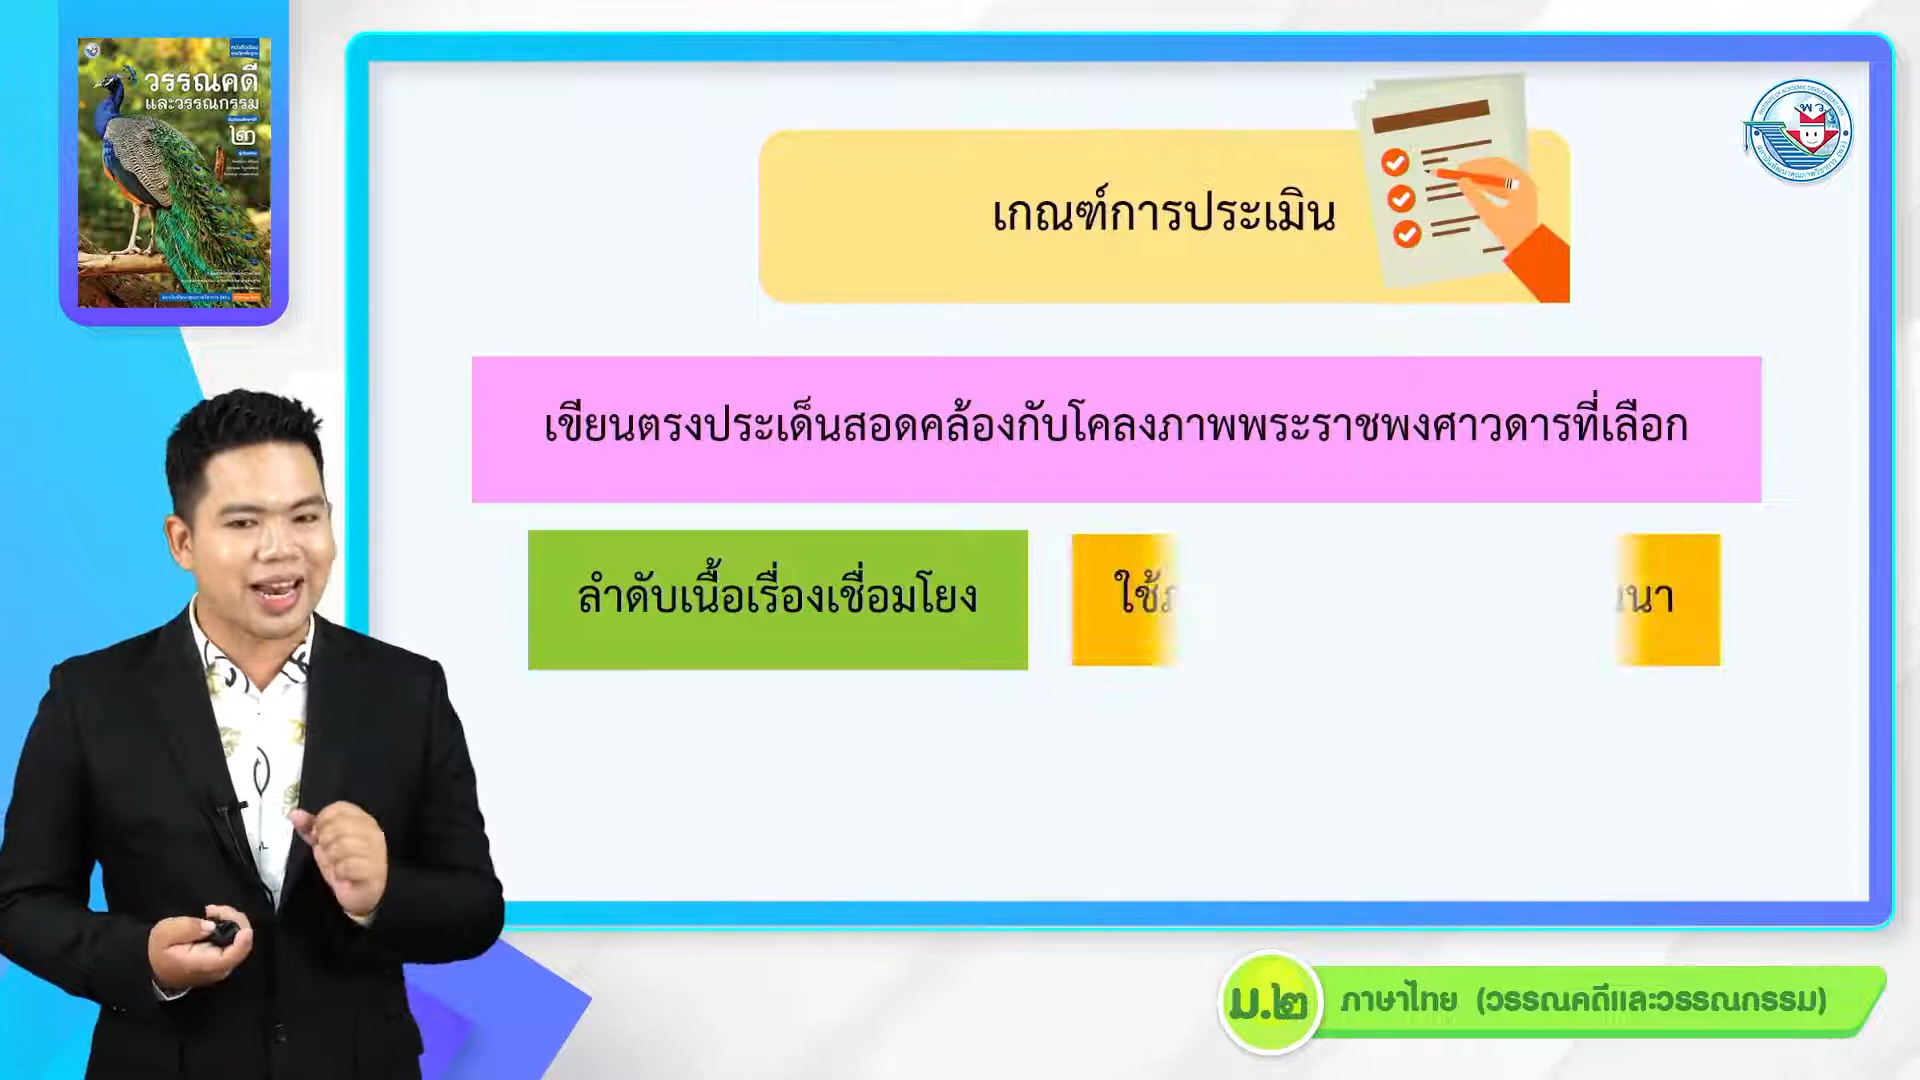 วรรณคดี
และวรรณกรรม
๒
พว
เกณฑ์การประเมิน
เขียนตรงประเด็นสอดคล้องกับโคลงภาพพระราชพงศาวดารที่เลือก
ลำดับเนื้อเรื่องเชื่อมโยง
ม.๒ ภาษาไทย (วรรณคดีและวรรณกรรม)